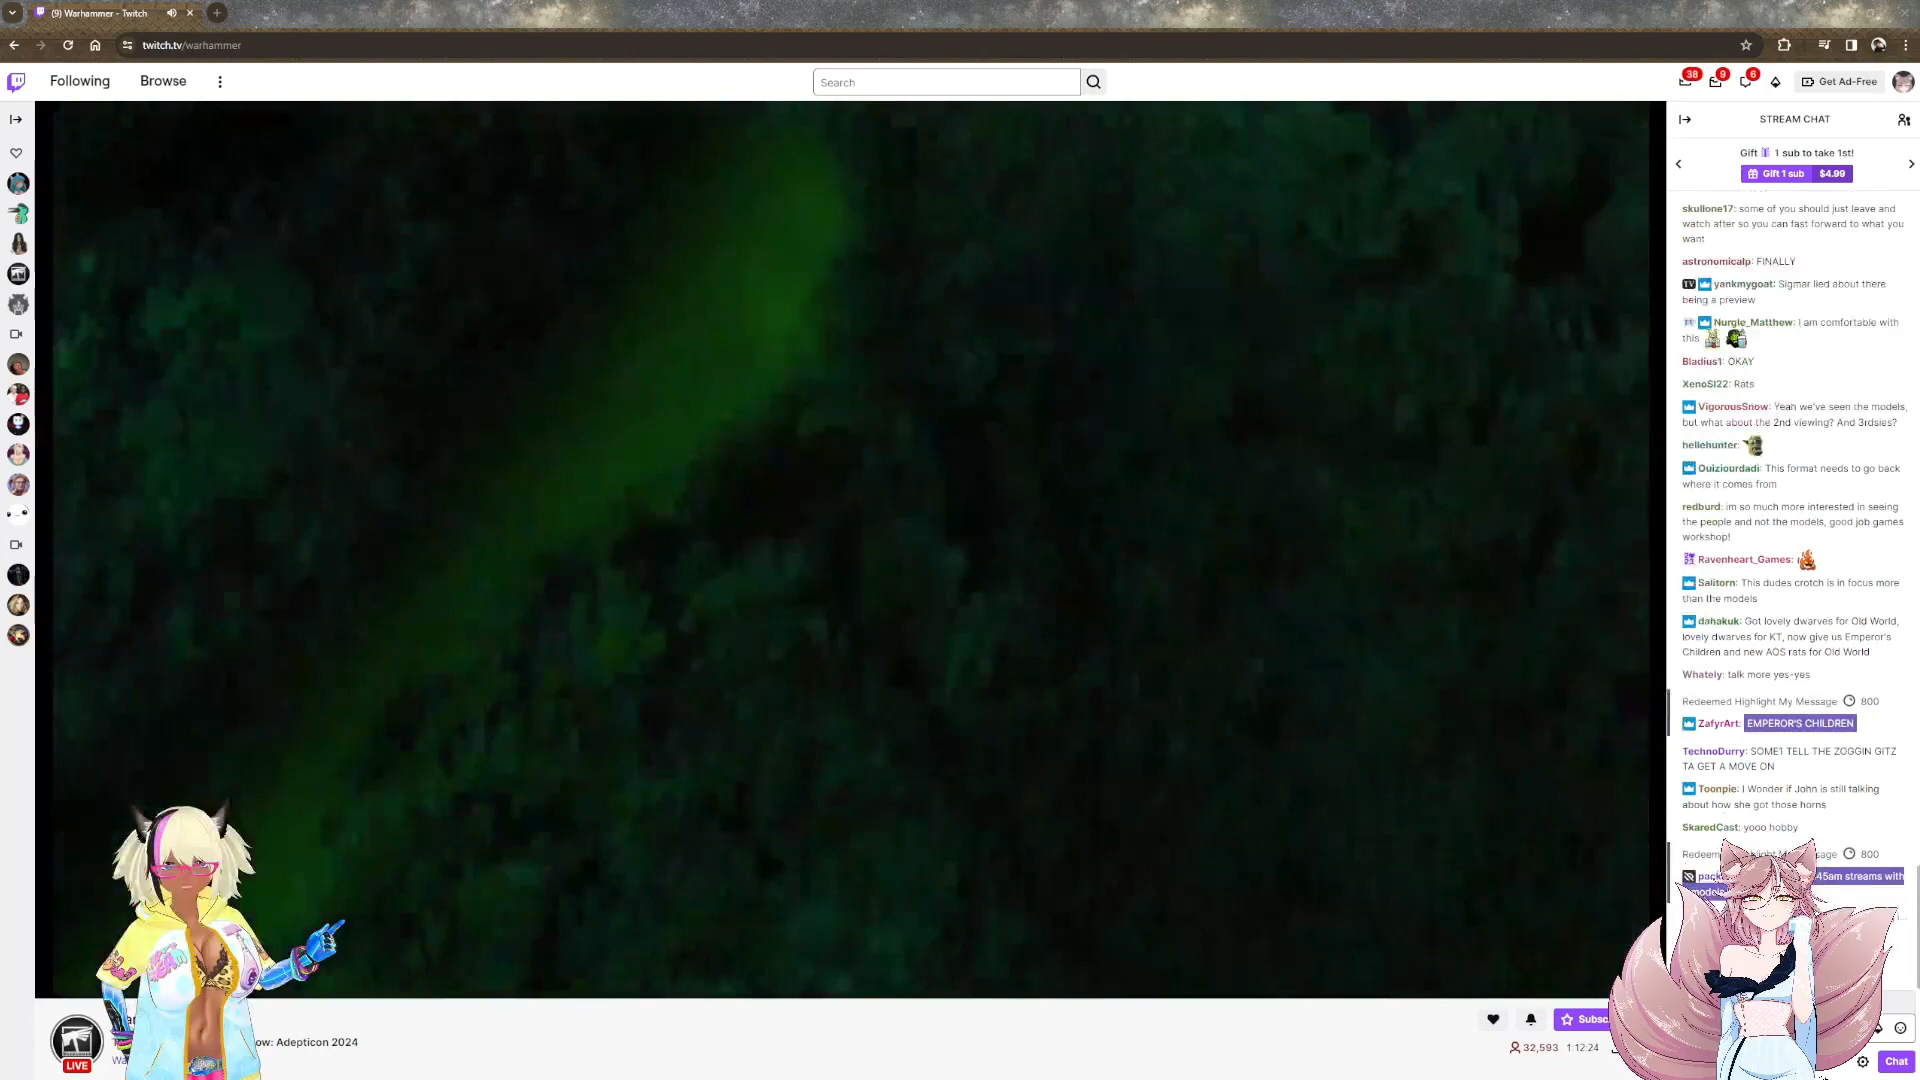 (9) Warhammer - Twitch
twitch.tv/warhammer
Following
Browse
Search
38
9
6
Get Ad-Free
STREAM CHAT
Gift 1 sub to take 1st!
Gift 1 sub $4.99
skullone17: some of you should just leave and
watch after so you can fast forward to what you
want
astronomicalp: FINALLY
yankmygoat: Sigmar lied about there
being a preview
Nurgle_Matthew: I am comfortable with
this
Bladius1: OKAY
XenoSl22: Rats
VigorousSnow: Yeah we've seen the models,
but what about the 2nd viewing? And 3rdsies?
hellehunter:
Ouiziourdadi: This format needs to go back
where it comes from
redburd: im so much more interested in seeing
the people and not the models, good job games
workshop!
Ravenheart_Games:
Salitorn: This dudes crotch is in focus more
than the models
dahakuk: Got lovely dwarves for Old World,
lovely dwarves for KT, now give us Emperor's
Children and new AOS rats for Old World
Whately: talk more yes-yes
Redeemed Highlight My Message 800
ZafyrArt: EMPEROR'S CHILDREN
TechnoDurry: SOME1 TELL THE ZOGGIN GITZ
TA GET A MOVE ON
Toonpie: I Wonder if John is still talking
about how she got those horns
SkaredCast: yooo hobby
800
45am streams with
LIVE
ow: Adepticon 2024
32,593 1:12:24
Chat